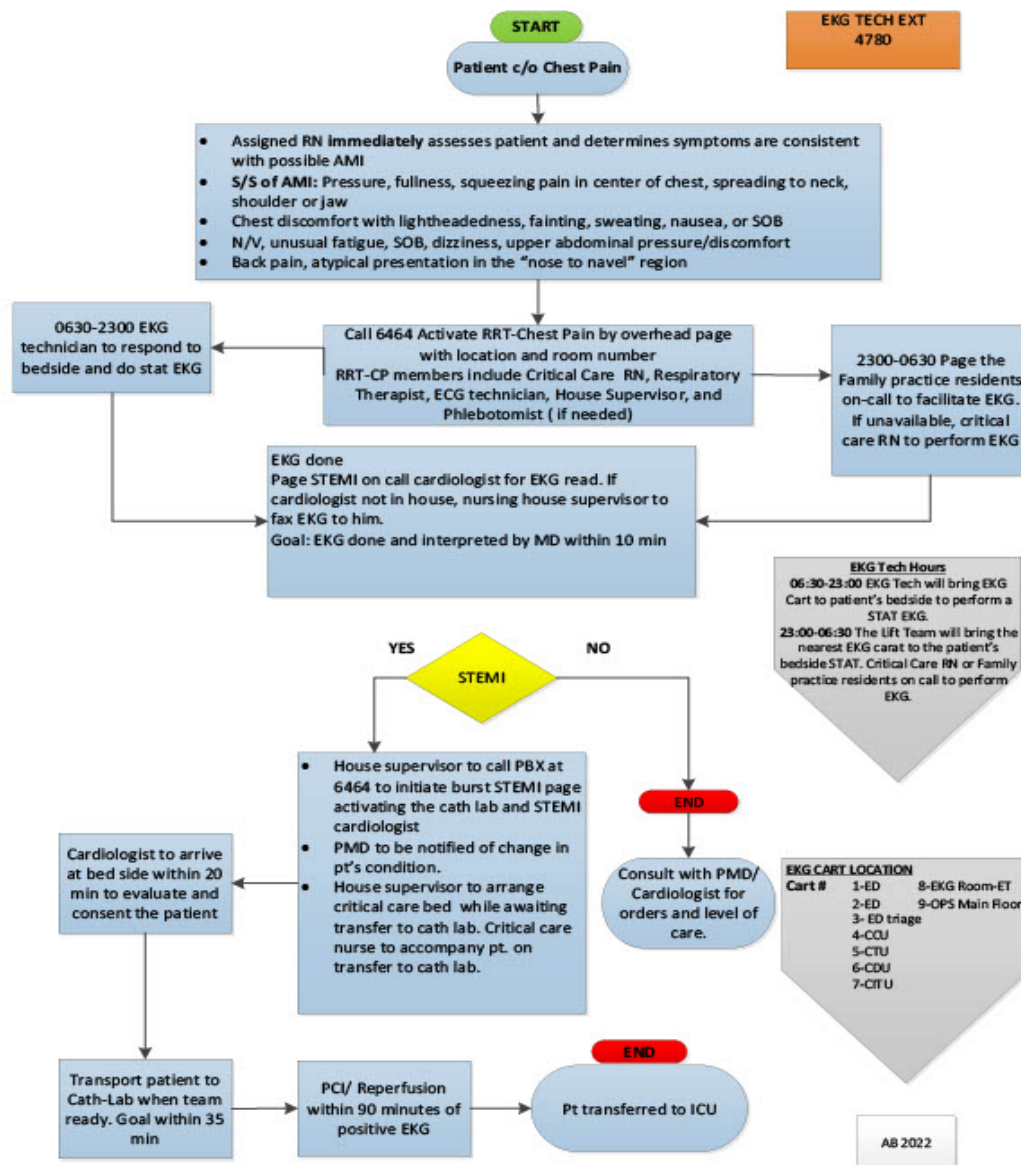 START
EKG TECH EXT
4780
Patient c/o Chest Pain
• Assigned RN immediately assesses patient and determines symptoms are consistent
with possible AMI
• S/S of AMI: Pressure, fullness, squeezing pain in center of chest, spreading to neck,
shoulder or jaw
• Chest discomfort with lightheadedness, fainting, sweating, nausea, or SOB
• N/V, unusual fatigue, SOB, dizziness, upper abdominal pressure/discomfort
• Back pain, atypical presentation in the “nose to navel” region
0630-2300 EKG
technician to respond to
bedside and do stat EKG
Call 6464 Activate RRT-Chest Pain by overhead page
with location and room number
RRT-CP members include Critical Care RN, Respiratory
Therapist, ECG technician, House Supervisor, and
Phlebotomist ( if needed)
2300-0630 Page the
Family practice residents
on-call to facilitate EKG.
If unavailable, critical
care RN to perform EKG
EKG done
Page STEMI on call cardiologist for EKG read. If
cardiologist not in house, nursing house supervisor to
fax EKG to him.
Goal: EKG done and interpreted by MD within 10 min
EKG Tech Hours
06:30-23:00 EKG Tech will bring EKG
Cart to patient’s bedside to perform a
STAT EKG.
23:00-06:30 The Lift Team will bring the
nearest EKG carat to the patient’s
bedside STAT. Critical Care RN or Family
practice residents on call to perform
EKG.
YES
NO
STEMI
• House supervisor to call PBX at
6464 to initiate burst STEMI page
activating the cath lab and STEMI
cardiologist
• PMD to be notified of change in
pt’s condition.
• House supervisor to arrange
critical care bed while awaiting
transfer to cath lab. Critical care
nurse to accompany pt. on
transfer to cath lab.
END
Consult with PMD/
Cardiologist for
orders and level of
care.
Cardiologist to arrive
at bed side within 20
min to evaluate and
consent the patient
EKG CART LOCATION
Cart # 1-ED 8-EKG Room-ET
2-ED 9-OPS Main Floor
3- ED triage
4-CCU
5-CTU
6-CDU
7-CITU
Transport patient to
Cath-Lab when team
ready. Goal within 35
min
PCI/ Reperfusion
within 90 minutes of
positive EKG
END
Pt transferred to ICU
AB 2022